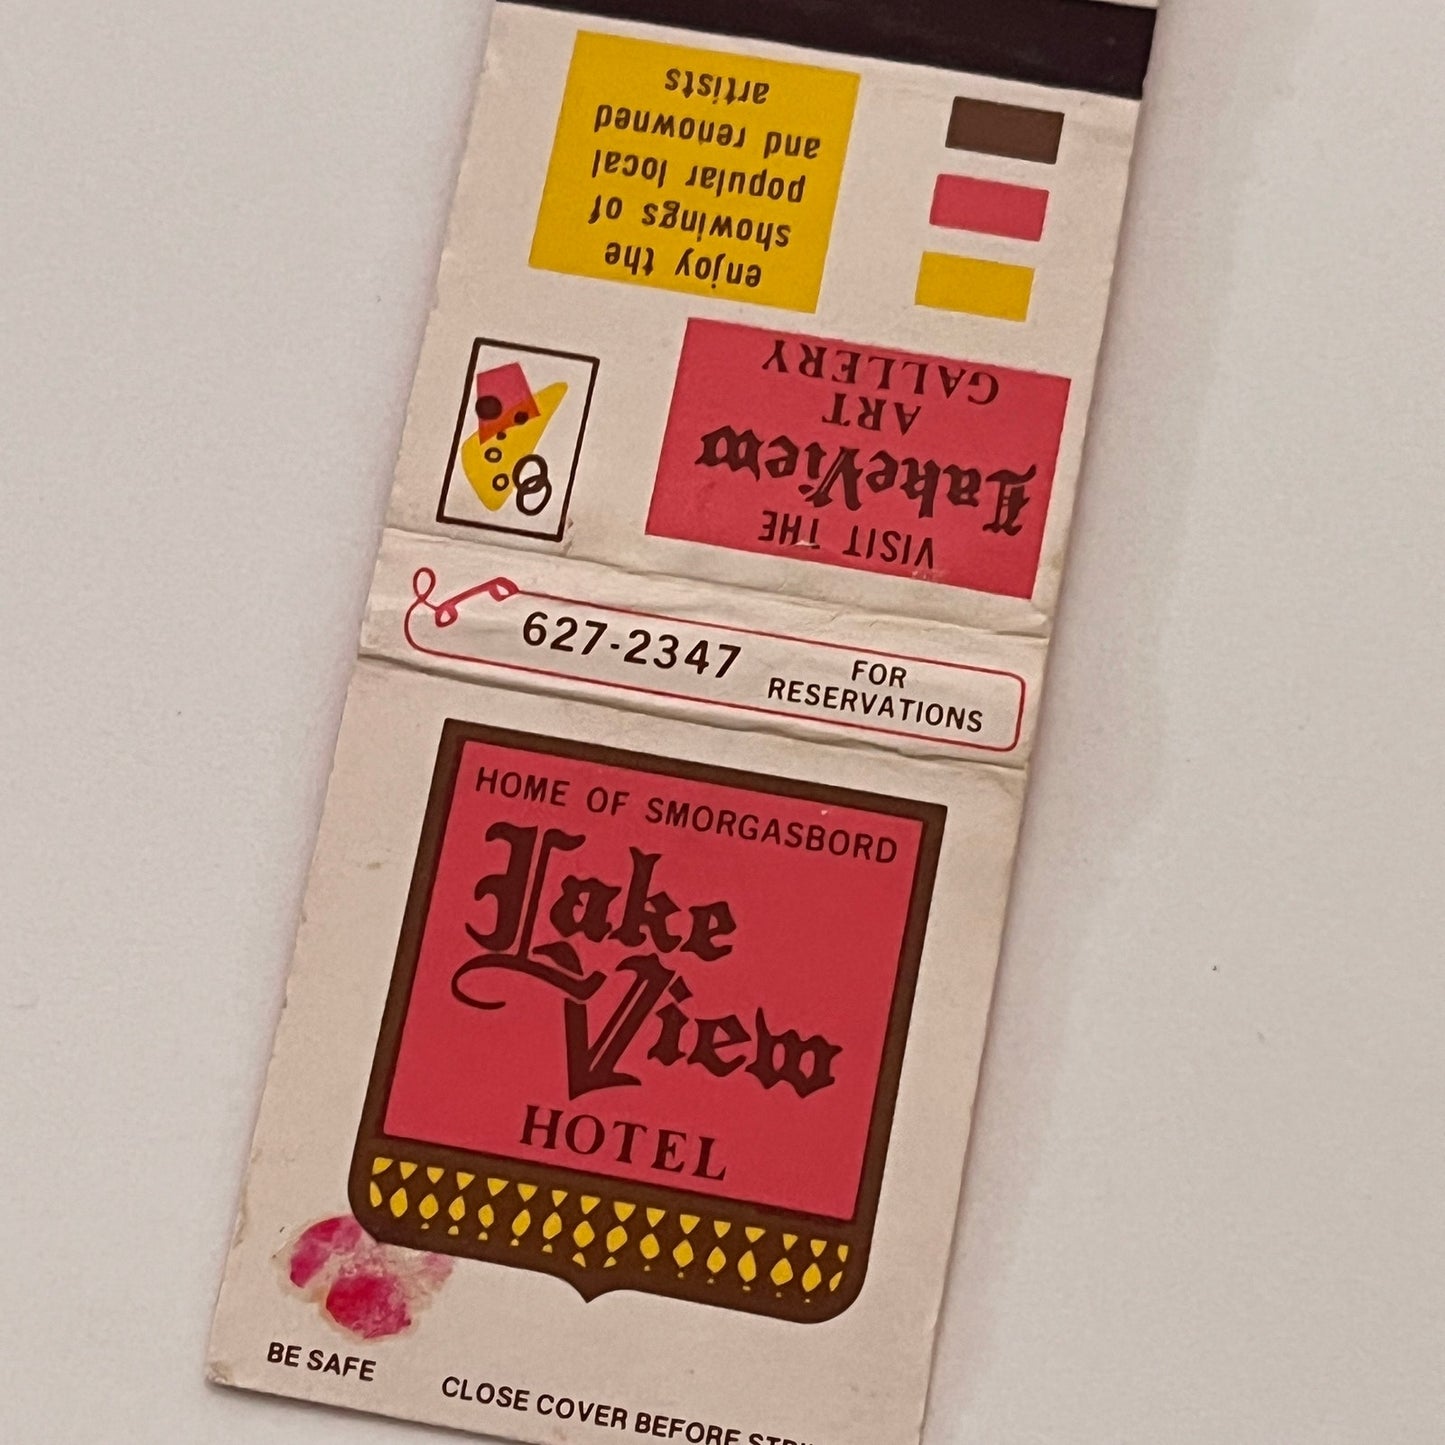 enjoy the
showings of
popular local
and renowned
artists
VISIT THE
LakeView
ART
GALLERY
627-2347
FOR
RESERVATIONS
HOME OF SMORGASBORD
Lake
View
HOTEL
BE SAFE
CLOSE COVER BEFORE